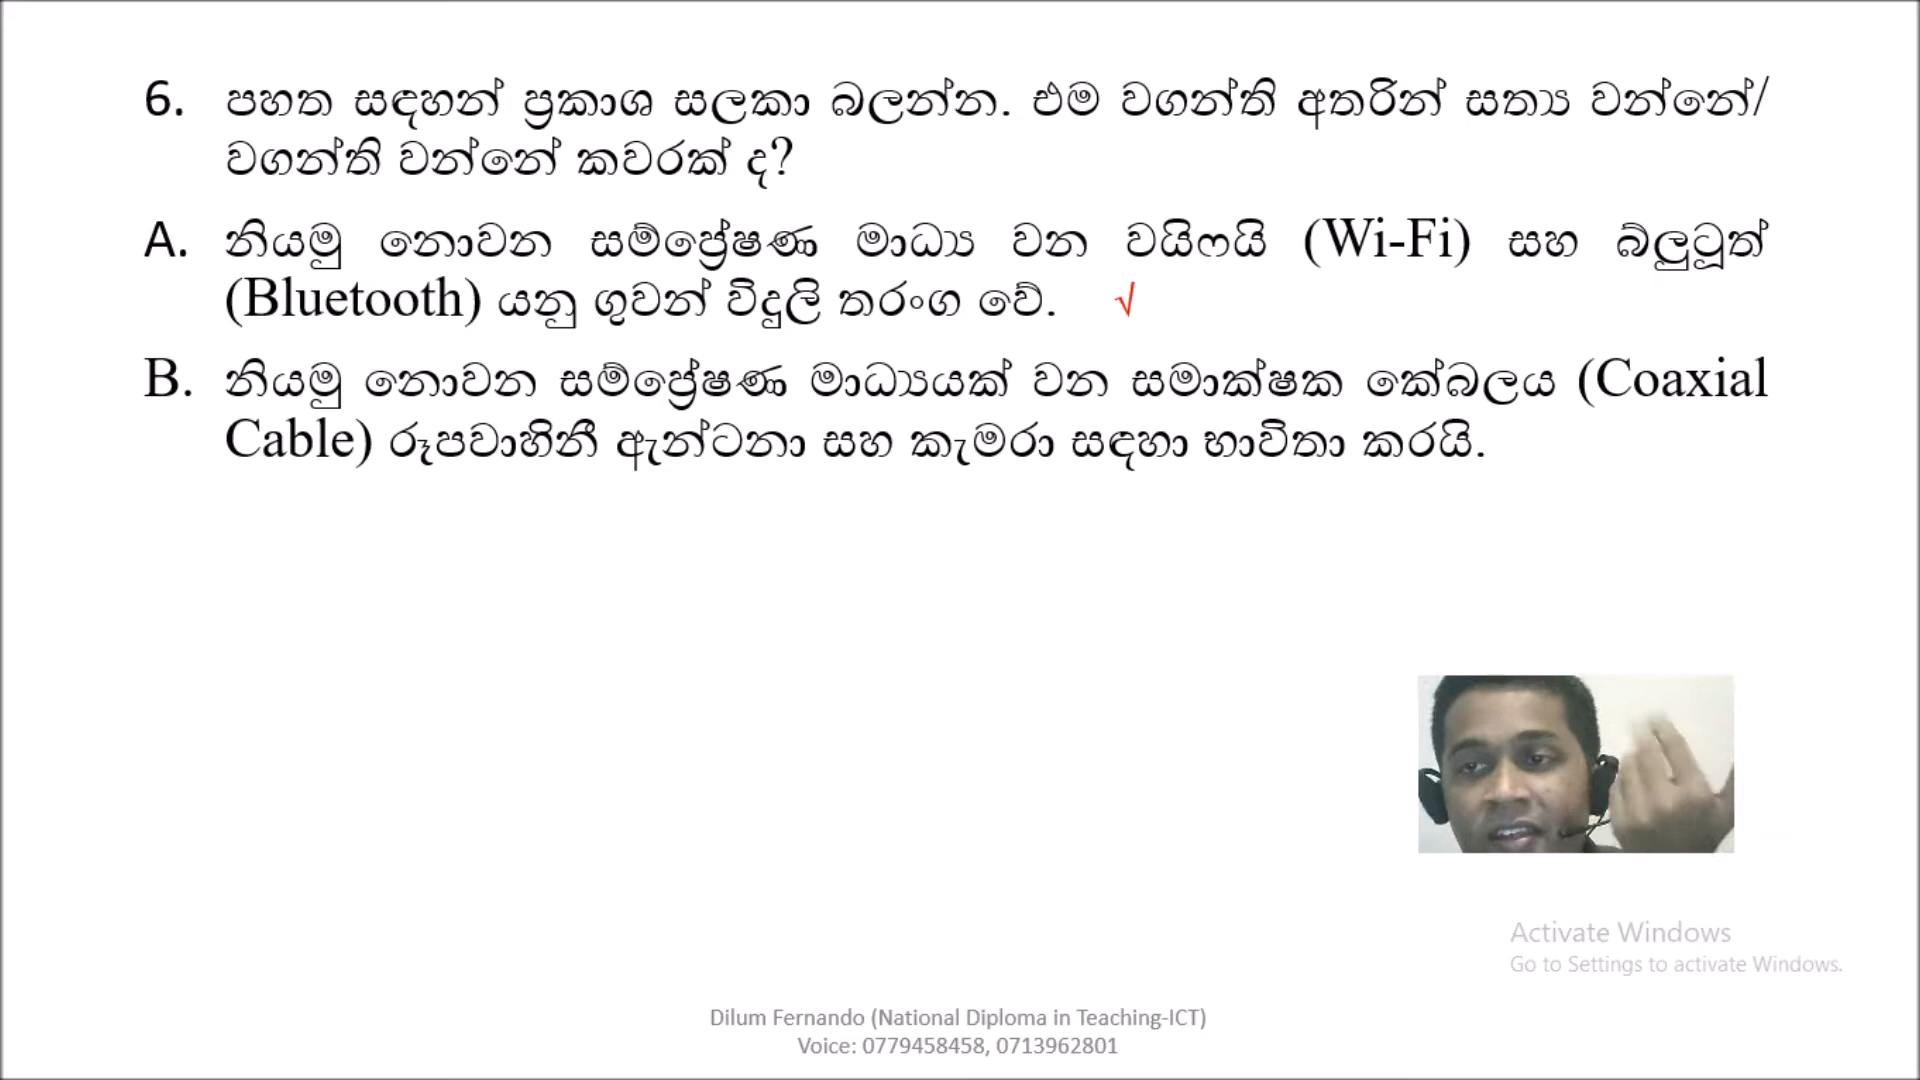 6. පහත සඳහන් ප්‍රකාශ සලකා බලන්න. එම වගන්ති අතරින් සත්‍ය වන්නේ/
වගන්ති වන්නේ කවරක් ද?
A. නියමු නොවන සම්ප්‍රේෂණ මාධ්‍ය වන වයිෆයි (Wi-Fi) සහ බ්ලුටූත්
(Bluetooth) යනු ගුවන් විදුලි තරංග වේ. √
B. නියමු නොවන සම්ප්‍රේෂණ මාධ්‍යයක් වන සමාක්ෂක කේබලය (Coaxial
Cable) රූපවාහිනී ඇන්ටනා සහ කැමරා සඳහා භාවිතා කරයි.
Activate Windows
Go to Settings to activate Windows.
Dilum Fernando (National Diploma in Teaching-ICT)
Voice: 0779458458, 0713962801